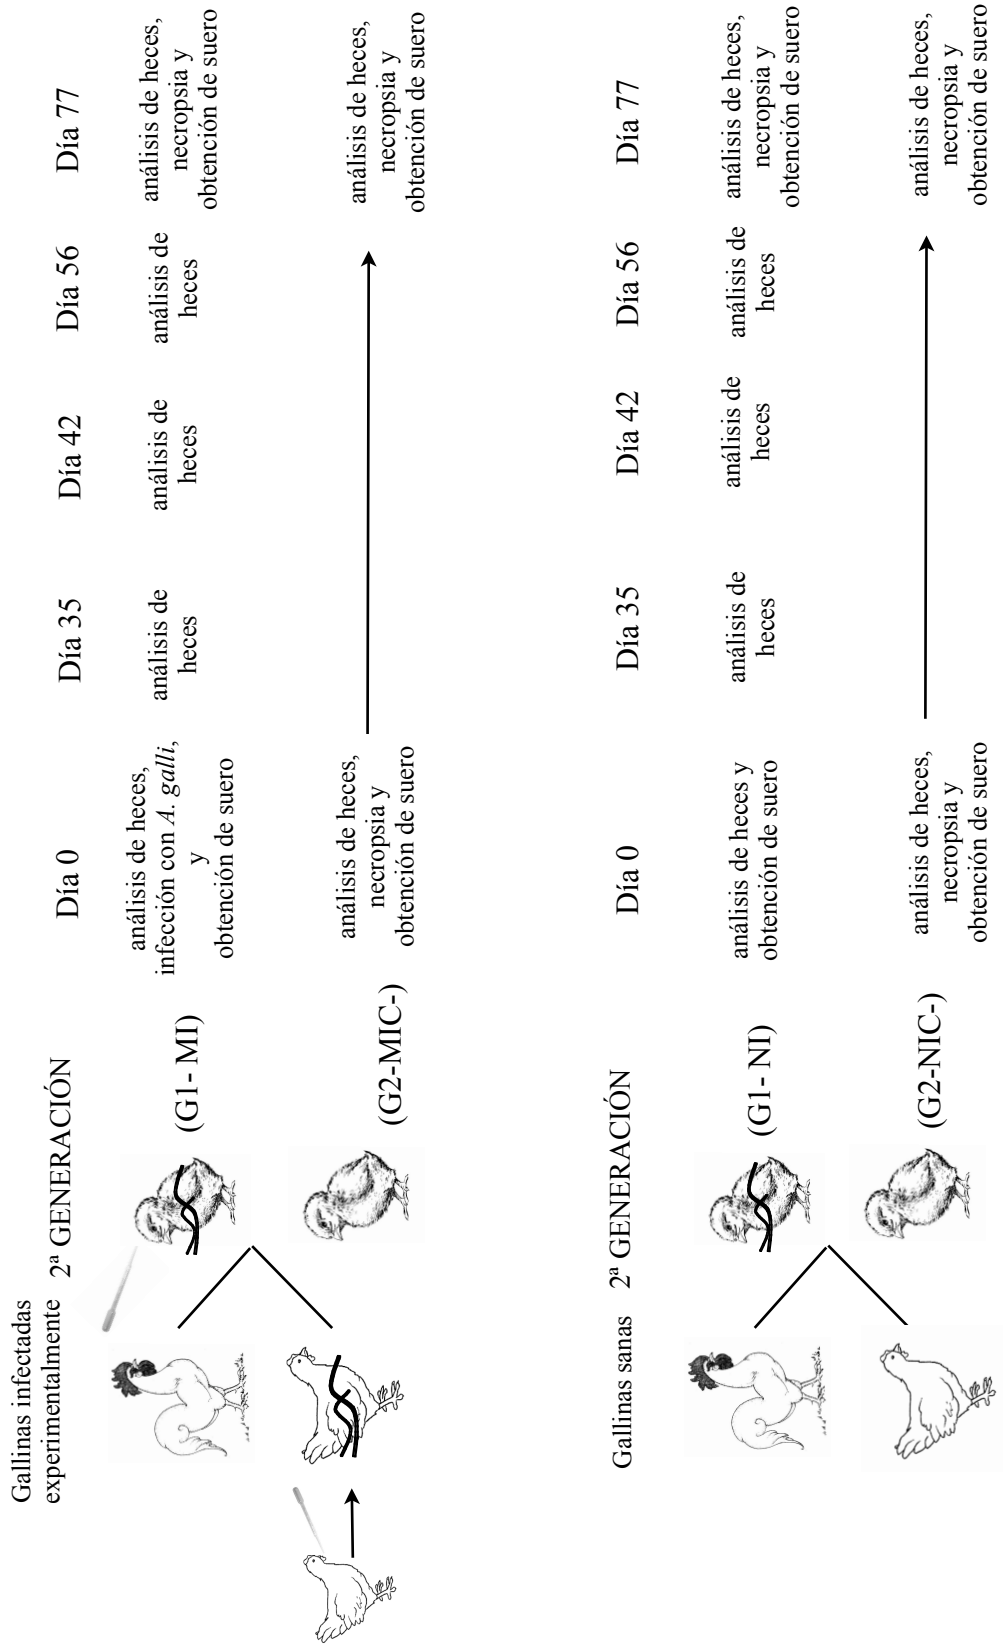 Gallinas infectadas
experimentalmente
2ª GENERACIÓN
Día 0
Día 35
Día 42
Día 56
Día 77
(G1- MI)
análisis de heces,
infección con A. galli,
y
obtención de suero
análisis de
heces
análisis de
heces
análisis de
heces
análisis de heces,
necropsia y
obtención de suero
(G2-MIC-)
análisis de heces,
necropsia y
obtención de suero
análisis de heces,
necropsia y
obtención de suero
Gallinas sanas
2ª GENERACIÓN
Día 0
Día 35
Día 42
Día 56
Día 77
(G1- NI)
análisis de heces y
obtención de suero
análisis de
heces
análisis de
heces
análisis de
heces
análisis de heces,
necropsia y
obtención de suero
(G2-NIC-)
análisis de heces,
necropsia y
obtención de suero
análisis de heces,
necropsia y
obtención de suero